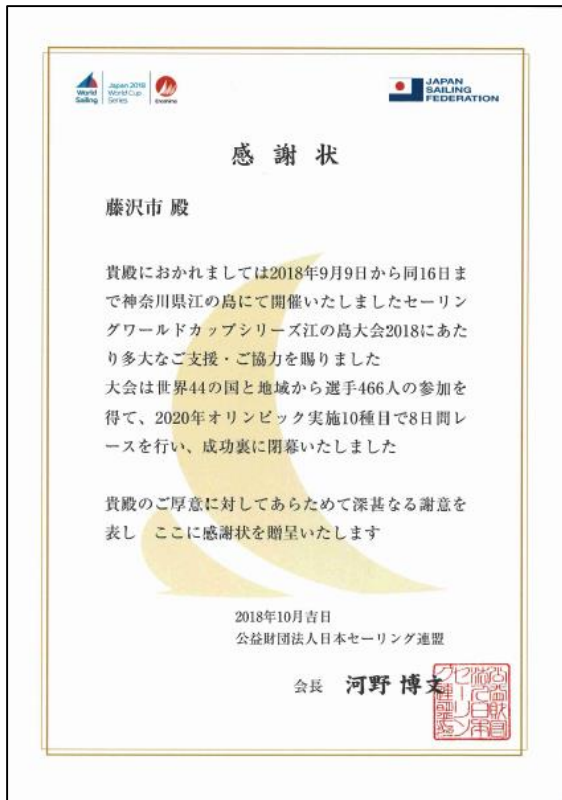 World Sailing
Japan 2018
World Cup
Series
Enoshima
JAPAN
SAILING
FEDERATION
感謝状
藤沢市 殿
貴殿におかれましては2018年9月9日から同16日ま
で神奈川県江の島にて開催いたしましたセーリン
グワールドカップシリーズ江の島大会2018にあた
り多大なご支援・ご協力を賜りました
大会は世界44の国と地域から選手466人の参加を
得て、2020年オリンピック実施10種目で8日間レ
ースを行い、成功裏に閉幕いたしました
貴殿のご厚意に対してあらためて深甚なる謝意を
表し　ここに感謝状を贈呈いたします
2018年10月吉日
公益財団法人日本セーリング連盟
会長 河野 博文